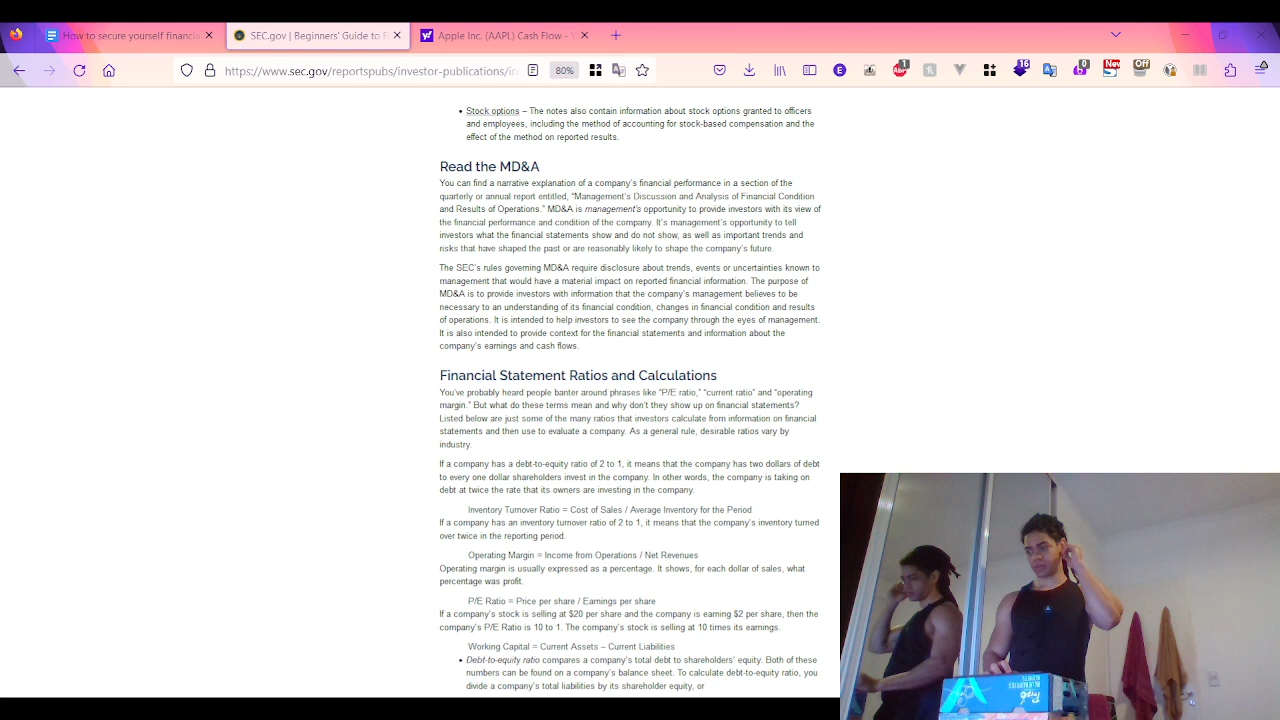 How to secure yourself financia
SEC.gov | Beginners' Guide to Fi
Apple Inc. (AAPL) Cash Flow - Y
https://www.sec.gov/reportspubs/investor-publications/in
80%
1
16
0
New
Off
• Stock options – The notes also contain information about stock options granted to officers
and employees, including the method of accounting for stock-based compensation and the
effect of the method on reported results.
Read the MD&A
You can find a narrative explanation of a company's financial performance in a section of the
quarterly or annual report entitled, "Management's Discussion and Analysis of Financial Condition
and Results of Operations." MD&A is management's opportunity to provide investors with its view of
the financial performance and condition of the company. It's management's opportunity to tell
investors what the financial statements show and do not show, as well as important trends and
risks that have shaped the past or are reasonably likely to shape the company's future.
The SEC's rules governing MD&A require disclosure about trends, events or uncertainties known to
management that would have a material impact on reported financial information. The purpose of
MD&A is to provide investors with information that the company's management believes to be
necessary to an understanding of its financial condition, changes in financial condition and results
of operations. It is intended to help investors to see the company through the eyes of management.
It is also intended to provide context for the financial statements and information about the
company's earnings and cash flows.
Financial Statement Ratios and Calculations
You've probably heard people banter around phrases like "P/E ratio," "current ratio" and "operating
margin." But what do these terms mean and why don't they show up on financial statements?
Listed below are just some of the many ratios that investors calculate from information on financial
statements and then use to evaluate a company. As a general rule, desirable ratios vary by
industry.
If a company has a debt-to-equity ratio of 2 to 1, it means that the company has two dollars of debt
to every one dollar shareholders invest in the company. In other words, the company is taking on
debt at twice the rate that its owners are investing in the company.
Inventory Turnover Ratio = Cost of Sales / Average Inventory for the Period
If a company has an inventory turnover ratio of 2 to 1, it means that the company's inventory turned
over twice in the reporting period.
Operating Margin = Income from Operations / Net Revenues
Operating margin is usually expressed as a percentage. It shows, for each dollar of sales, what
percentage was profit.
P/E Ratio = Price per share / Earnings per share
If a company's stock is selling at $20 per share and the company is earning $2 per share, then the
company's P/E Ratio is 10 to 1. The company's stock is selling at 10 times its earnings.
Working Capital = Current Assets – Current Liabilities
• Debt-to-equity ratio compares a company's total debt to shareholders' equity. Both of these
numbers can be found on a company's balance sheet. To calculate debt-to-equity ratio, you
divide a company's total liabilities by its shareholder equity, or